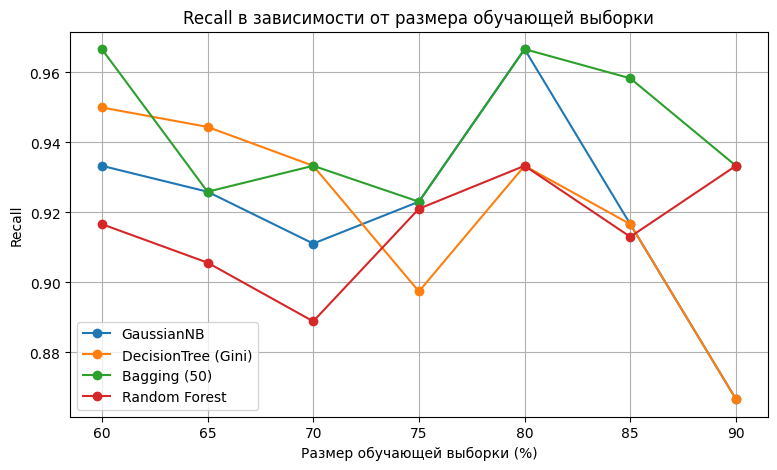 Recall в зависимости от размера обучающей выборки
Recall
0.96
0.94
0.92
0.90
0.88
GaussianNB
DecisionTree (Gini)
Bagging (50)
Random Forest
60 65 70 75 80 85 90
Размер обучающей выборки (%)